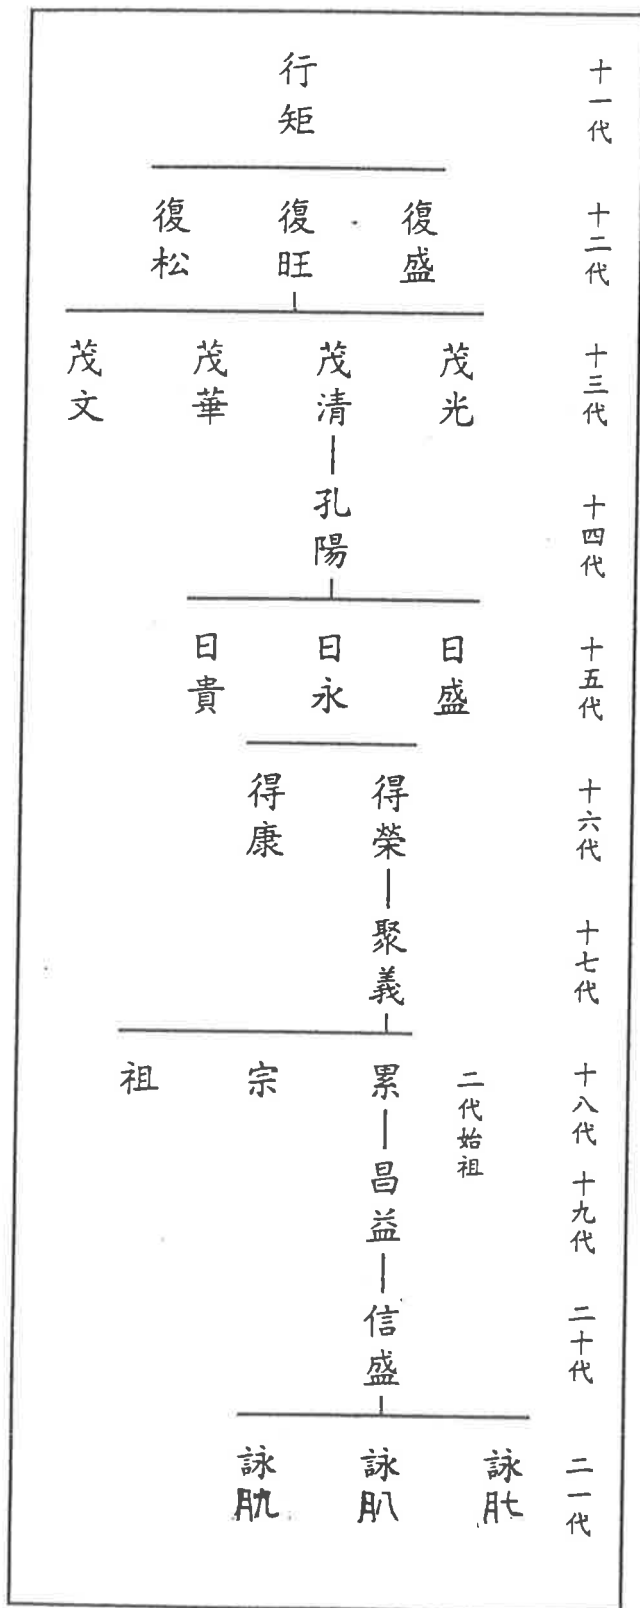 十一代
行矩
十二代
復盛
復旺
復松
十三代
茂光
茂清
茂華
茂文
十四代
孔陽
十五代
日盛
日永
日貴
十六代
得榮
得康
十七代
聚義
十八代
二代始祖
累
宗
祖
十九代
昌益
二十代
信盛
二一代
詠
詠
詠肍